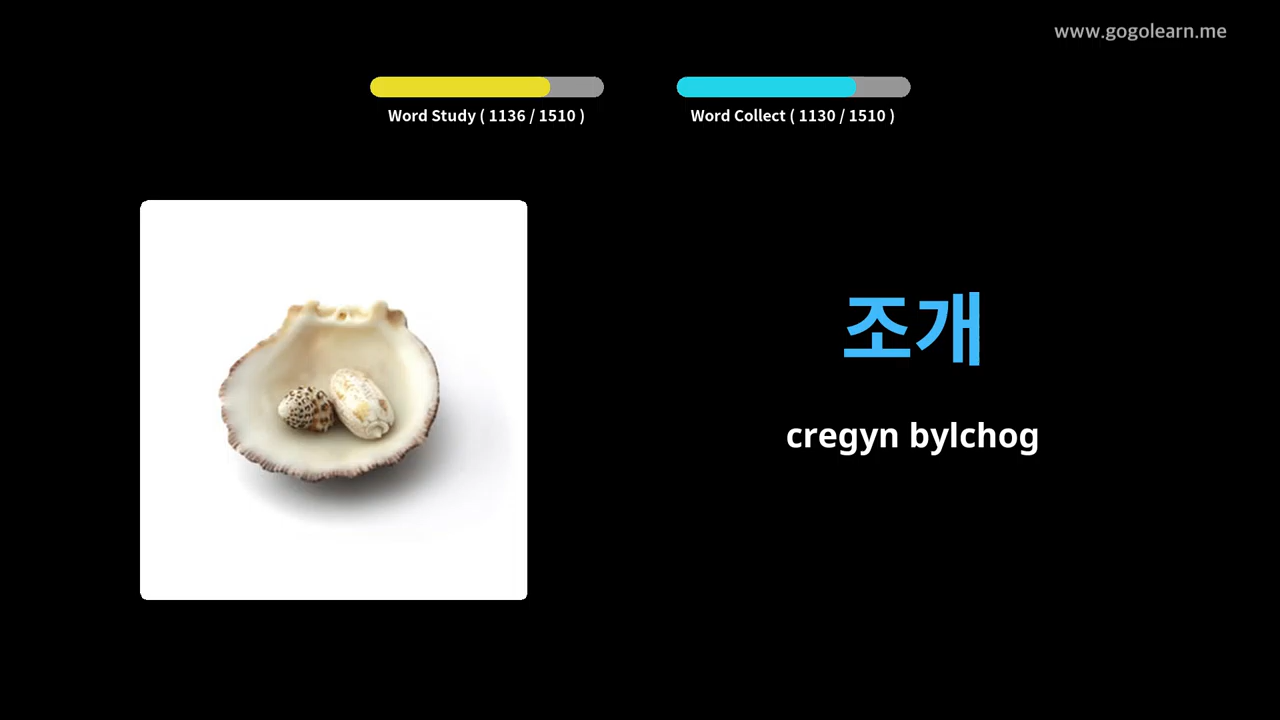 www.gogolearn.me
Word Study ( 1136 / 1510 )
Word Collect ( 1130 / 1510 )
조개
cregyn bylchog